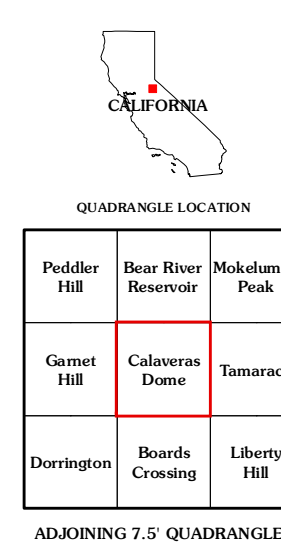 CALIFORNIA
QUADRANGLE LOCATION
Peddler Hill
Bear River Reservoir
Mokelum
Peak
Garnet Hill
Calaveras Dome
Tamarac
Dorrington
Boards Crossing
Liberty Hill
ADJOINING 7.5' QUADRANGLE